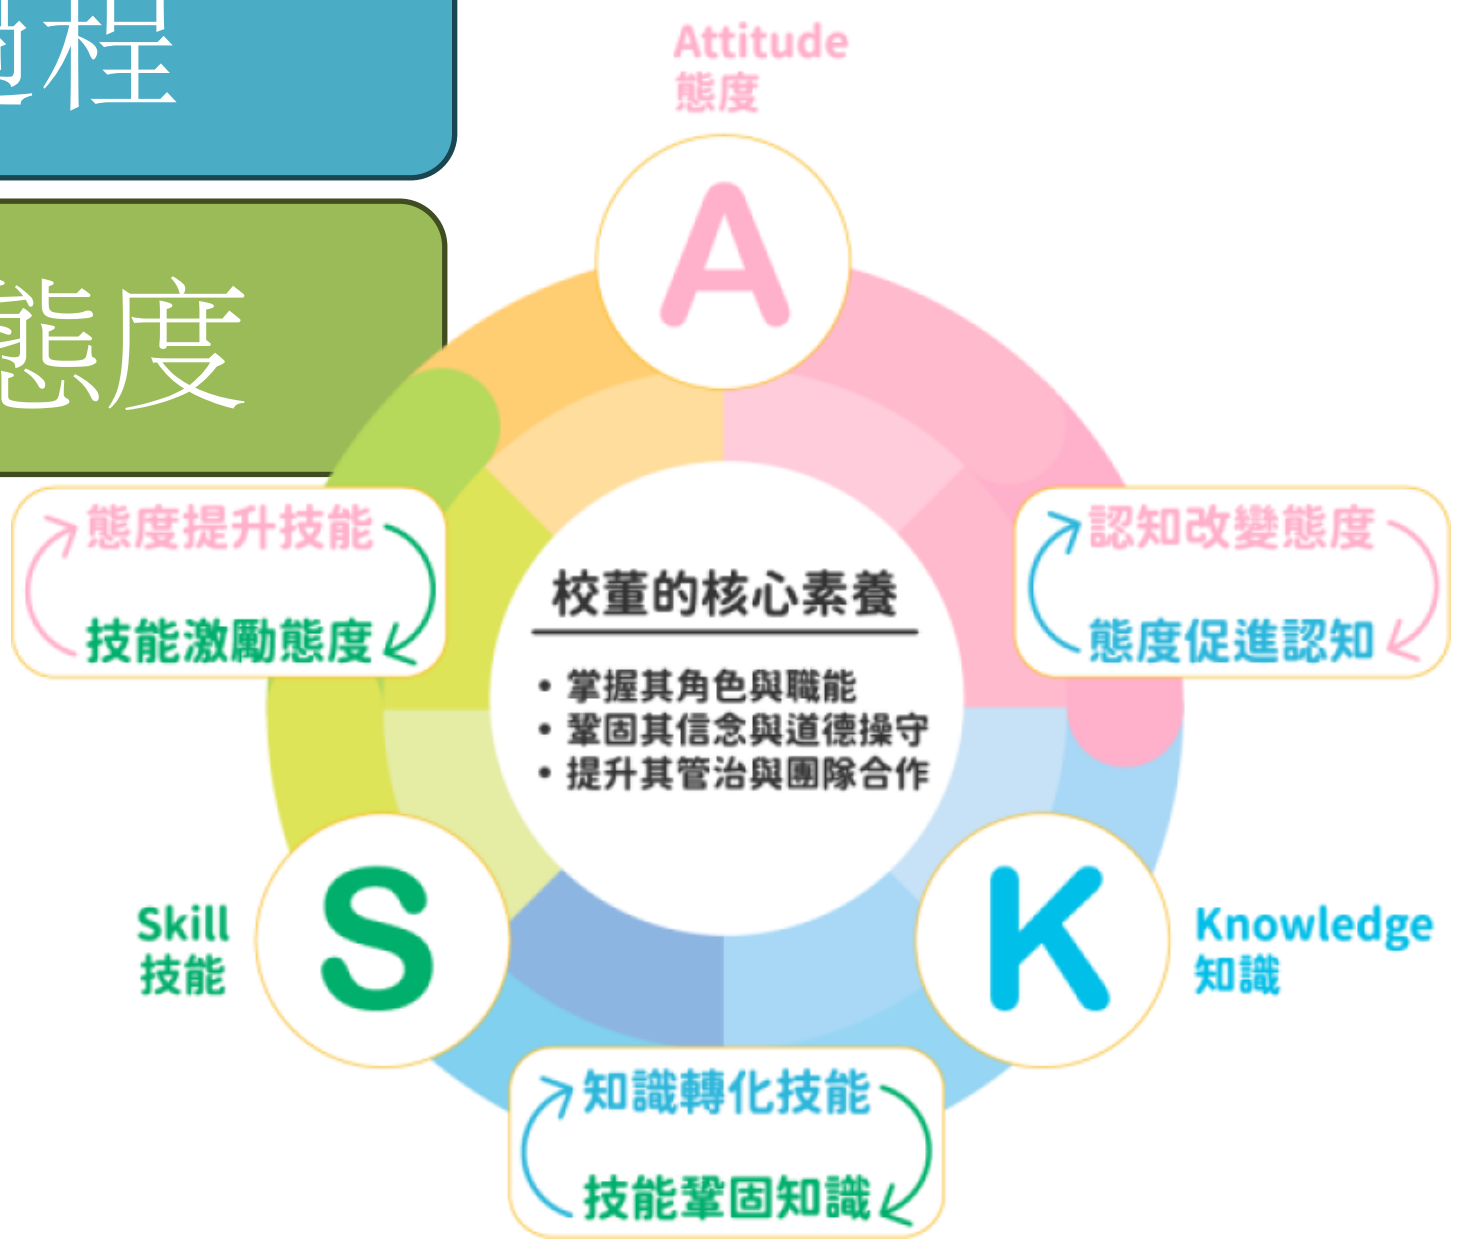 過程
態度
Attitude
態度
A
態度提升技能
技能激勵態度
認知改變態度
態度促進認知
校董的核心素養
• 掌握其角色與職能
• 鞏固其信念與道德操守
• 提升其管治與團隊合作
Skill
技能
S
K
Knowledge
知識
知識轉化技能
技能鞏固知識